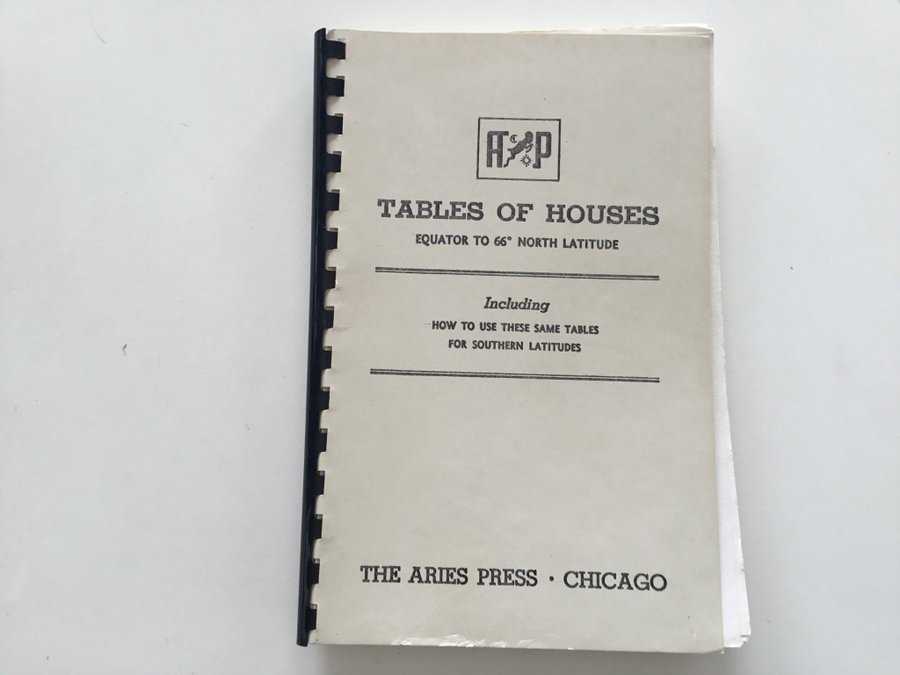 AP
TABLES OF HOUSES
EQUATOR TO 66° NORTH LATITUDE
Including
HOW TO USE THESE SAME TABLES
FOR SOUTHERN LATITUDES
THE ARIES PRESS · CHICAGO